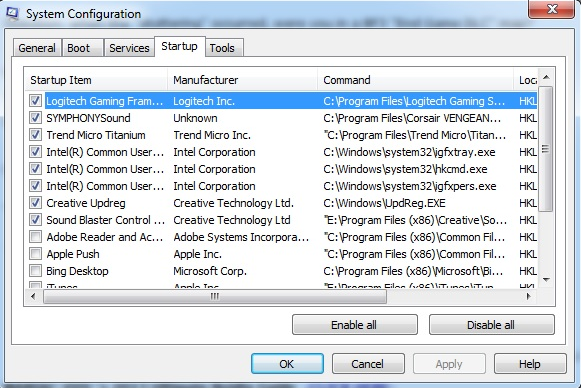 System Configuration
General Boot Services Startup Tools
Startup Item Manufacturer Command Loca
Logitech Gaming Fram... Logitech Inc. C:\Program Files\Logitech Gaming S... HKL
SYMPHONYSound Unknown C:\Program Files\Corsair VENGEAN... HKL
Trend Micro Titanium Trend Micro Inc. "C:\Program Files\Trend Micro\Titan... HKL
Intel(R) Common User... Intel Corporation C:\Windows\system32\igfxtray.exe HKL
Intel(R) Common User... Intel Corporation C:\Windows\system32\hkcmd.exe HKL
Intel(R) Common User... Intel Corporation C:\Windows\system32\igfxpers.exe HKL
Creative Updreg Creative Technology Ltd. C:\Windows\UpdReg.EXE HKL
Sound Blaster Control ... Creative Technology Ltd "E:\Program Files (x86)\Creative\So... HKL
Adobe Reader and Ac... Adobe Systems Incorpora... "C:\Program Files (x86)\Common Fil... HKL
Apple Push Apple Inc. C:\Program Files (x86)\Common Fil... HKL
Bing Desktop Microsoft Corp. C:\Program Files (x86)\Microsoft\Bi... HKL
iTunes Apple Inc. "E:\Program Files (x86)\iTunes\iTun... HKL
Enable all Disable all
OK Cancel Apply Help